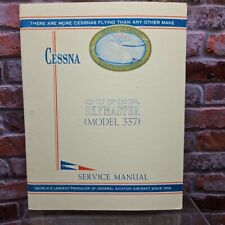 THERE ARE MORE CESSNAS FLYING THAN ANY OTHER MAKE
CESSNA
SKYMASTER
(MODEL 337)
SERVICE MANUAL
WORLD'S LARGEST PRODUCER OF GENERAL AVIATION AIRCRAFT SINCE 1956